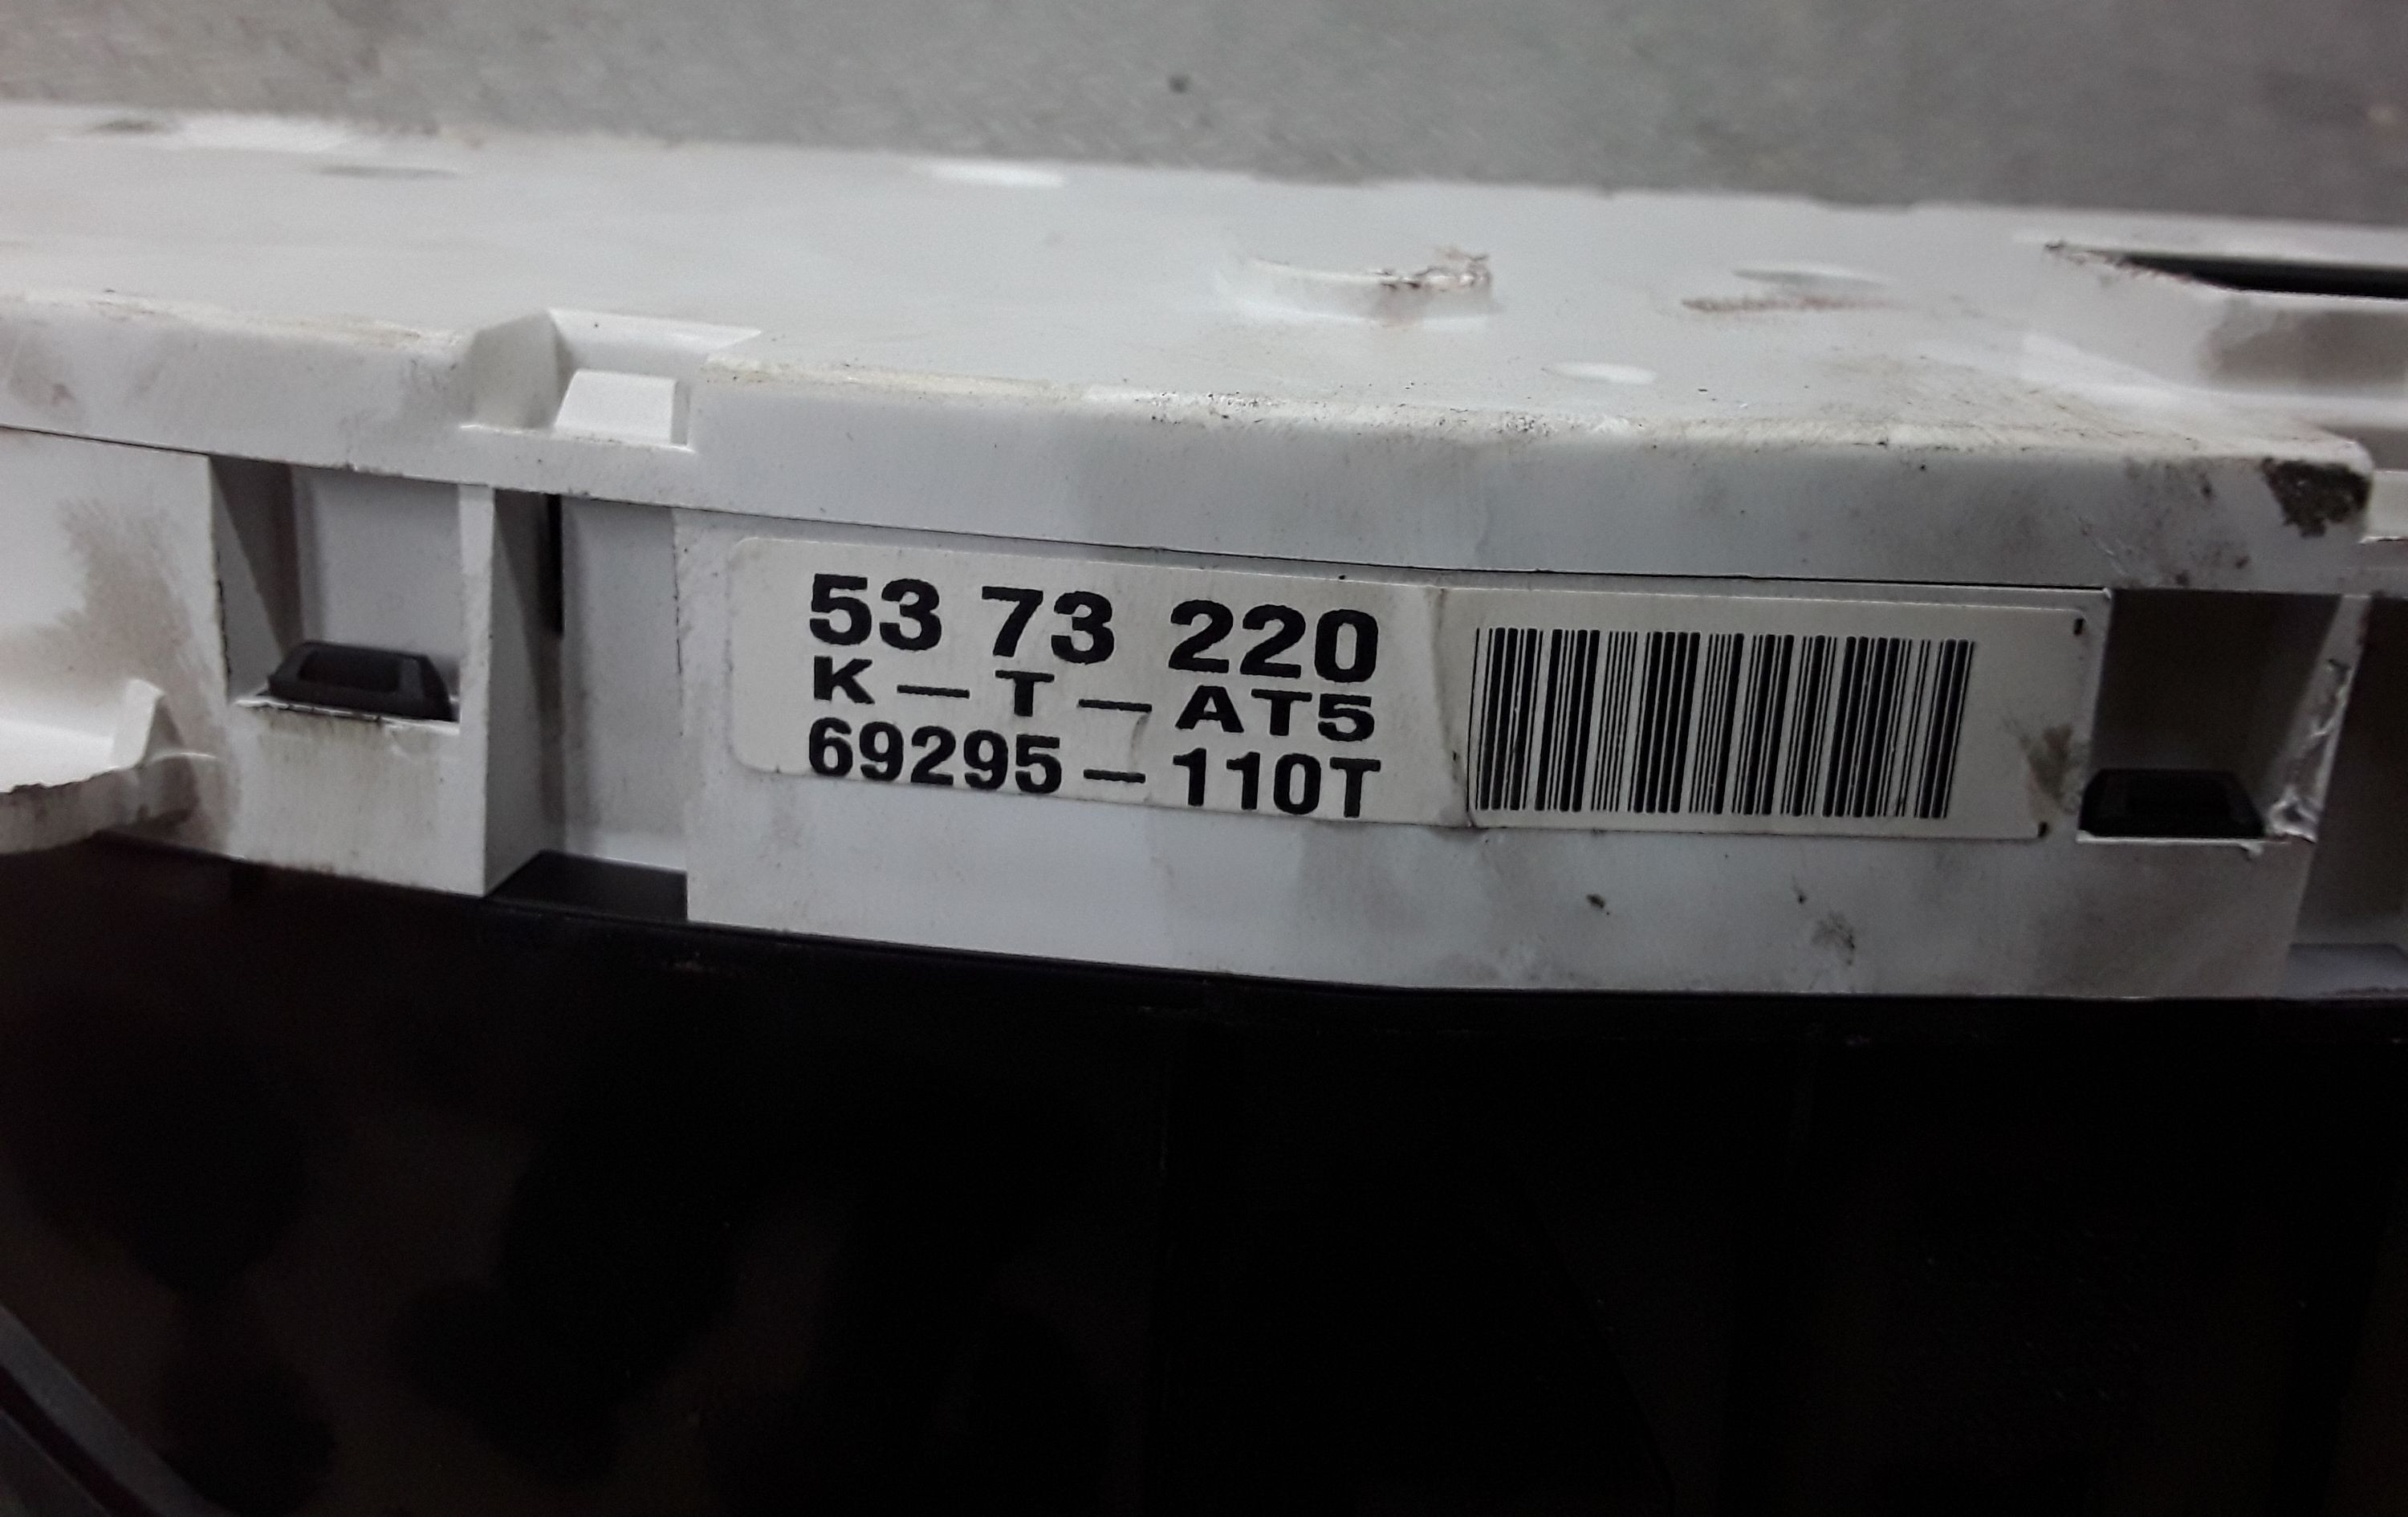 53 73 220
K — T — AT5
69295 — 110T